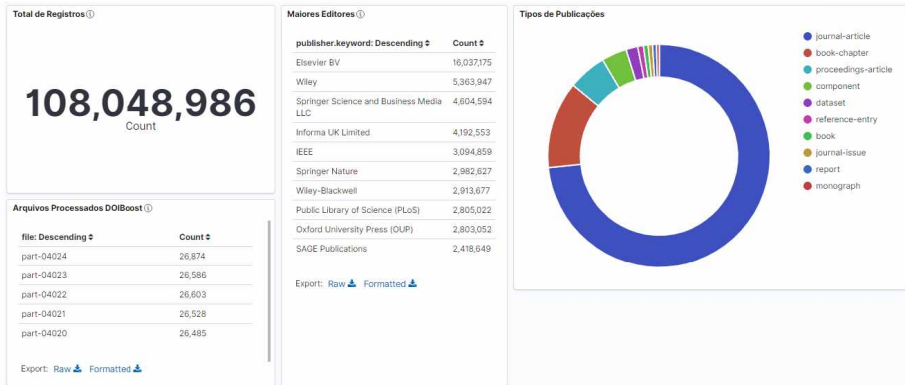 Total de Registros
108,048,986
Count
Arquivos Processados DOIBoost
file: Descending Count
part-04024 26,874
part-04023 26,586
part-04022 26,603
part-04021 26,528
part-04020 26,485
Export: Raw Formatted
Maiores Editores
publisher.keyword: Descending Count
Elsevier BV 16,037,175
Wiley 5,363,947
Springer Science and Business Media 4,604,594
LLC
Informa UK Limited 4,192,553
IEEE 3,094,859
Springer Nature 2,982,627
Wiley-Blackwell 2,913,677
Public Library of Science (PLoS) 2,805,022
Oxford University Press (OUP) 2,803,052
SAGE Publications 2,418,649
Export: Raw Formatted
Tipos de Publicações
journal-article
book-chapter
proceedings-article
component
dataset
reference-entry
book
journal-issue
report
monograph